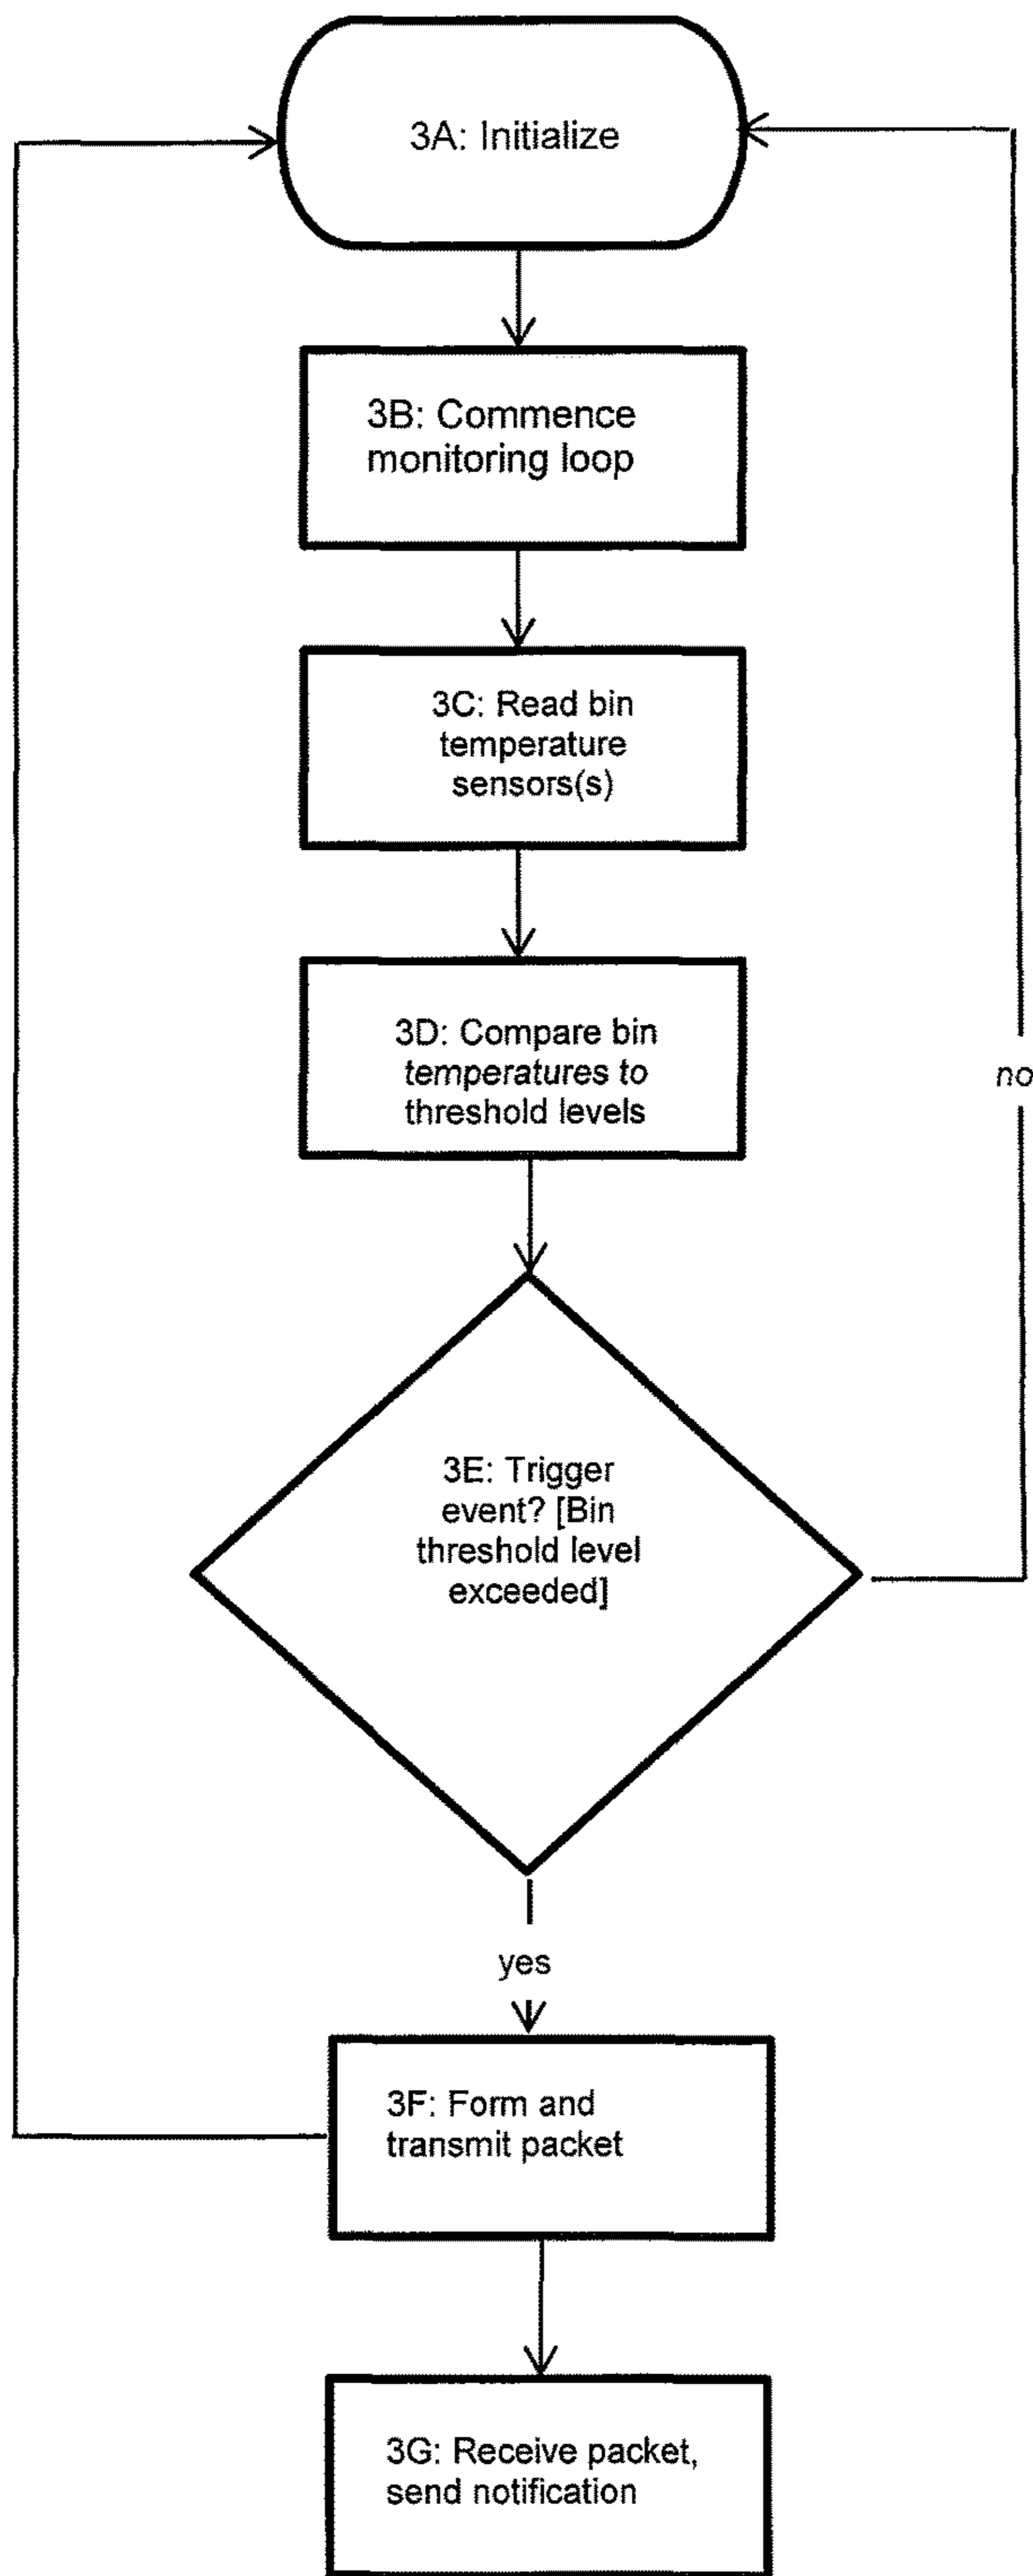 3A: Initialize
3B: Commence
monitoring loop
3C: Read bin
temperature
sensors(s)
3D: Compare bin
temperatures to
threshold levels
no
3E: Trigger
event? [Bin
threshold level
exceeded]
yes
3F: Form and
transmit packet
3G: Receive packet,
send notification